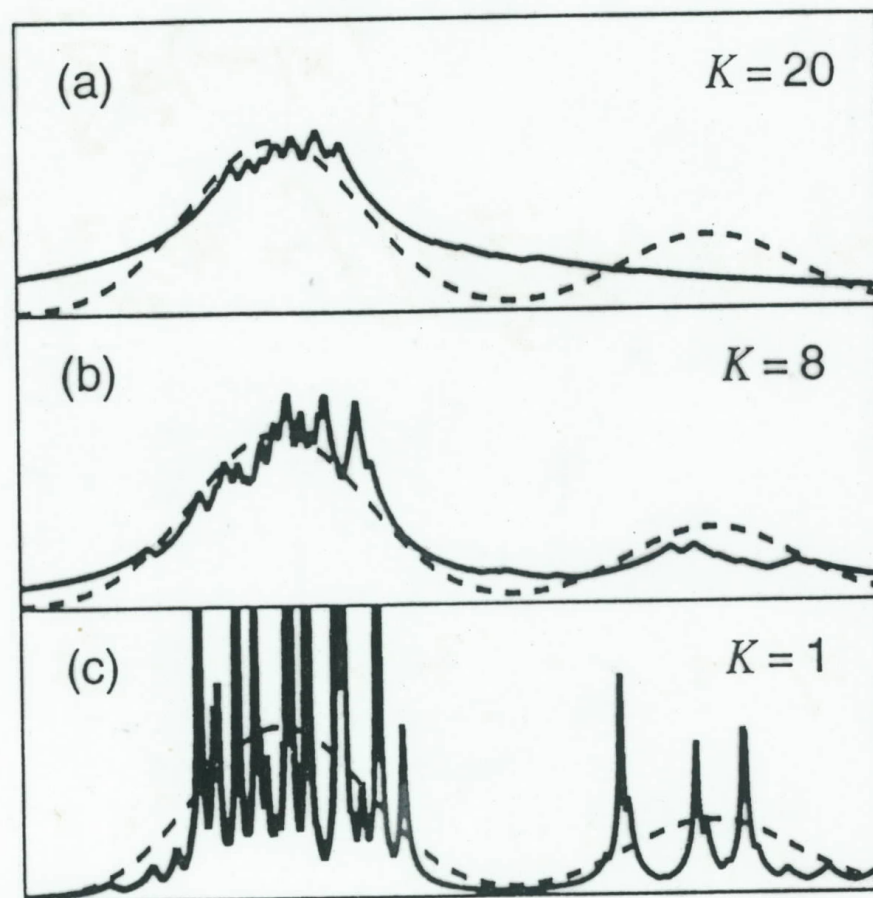 (a)
K = 20
(b)
K = 8
(c)
K = 1